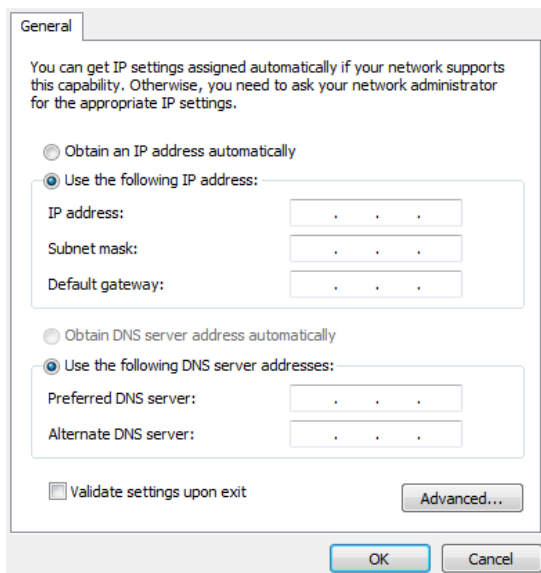 General
You can get IP settings assigned automatically if your network supports
this capability. Otherwise, you need to ask your network administrator
for the appropriate IP settings.
Obtain an IP address automatically
Use the following IP address:
IP address:
. . .
Subnet mask:
. . .
Default gateway:
. . .
Obtain DNS server address automatically
Use the following DNS server addresses:
Preferred DNS server:
. . .
Alternate DNS server:
. . .
Validate settings upon exit
Advanced...
OK
Cancel